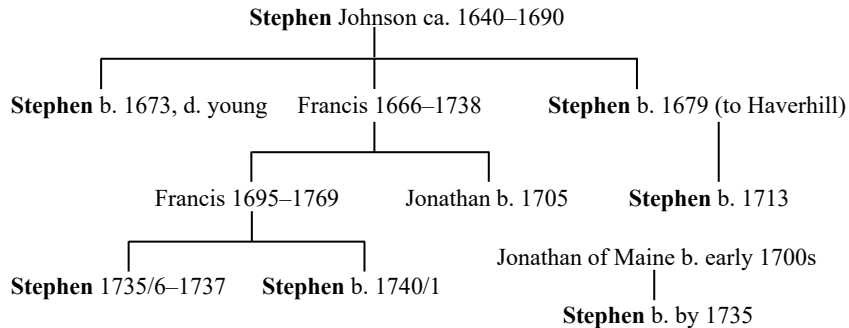 Stephen Johnson ca. 1640–1690
Stephen b. 1673, d. young
Francis 1666–1738
Stephen b. 1679 (to Haverhill)
Francis 1695–1769
Jonathan b. 1705
Stephen b. 1713
Jonathan of Maine b. early 1700s
Stephen 1735/6–1737
Stephen b. 1740/1
Stephen b. by 1735